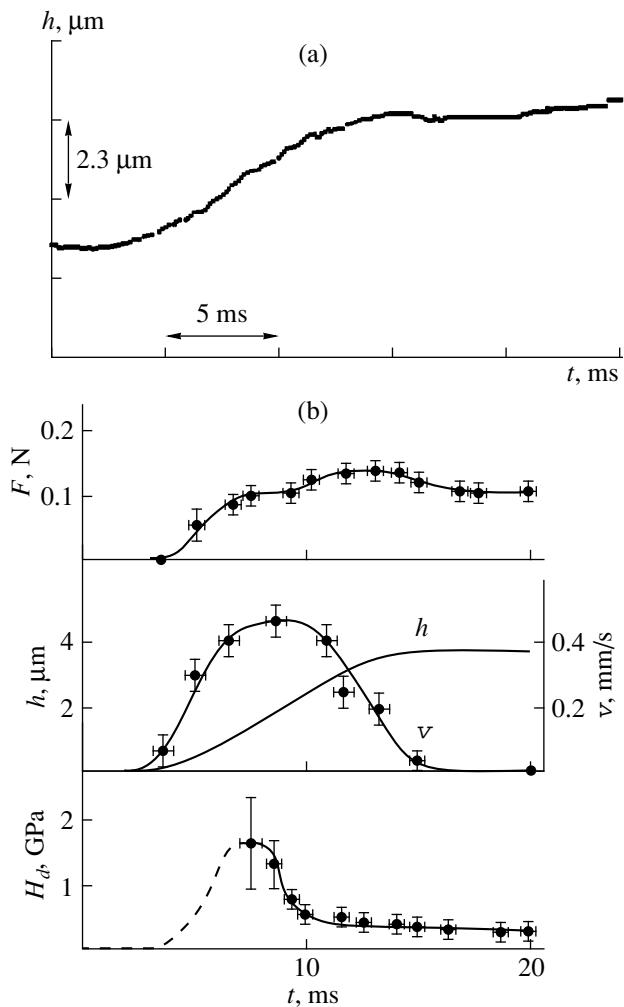 h, μm
(a)
2.3 μm
5 ms
t, ms
(b)
0.2
F, N
0.1
h
4
0.4
h, μm
v, mm/s
2
0.2
v
2
H_d, GPa
1
10
20
t, ms